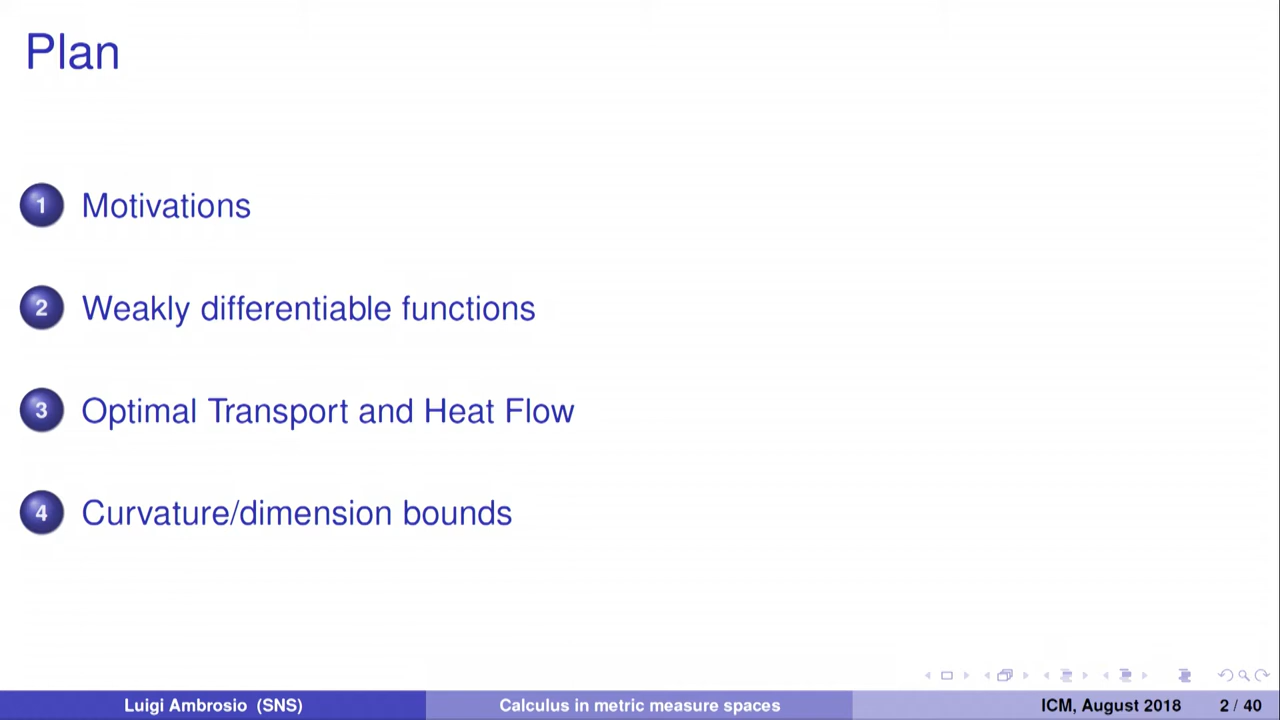 Plan
1 Motivations
2 Weakly differentiable functions
3 Optimal Transport and Heat Flow
4 Curvature/dimension bounds
Luigi Ambrosio (SNS) Calculus in metric measure spaces ICM, August 2018 2 / 40